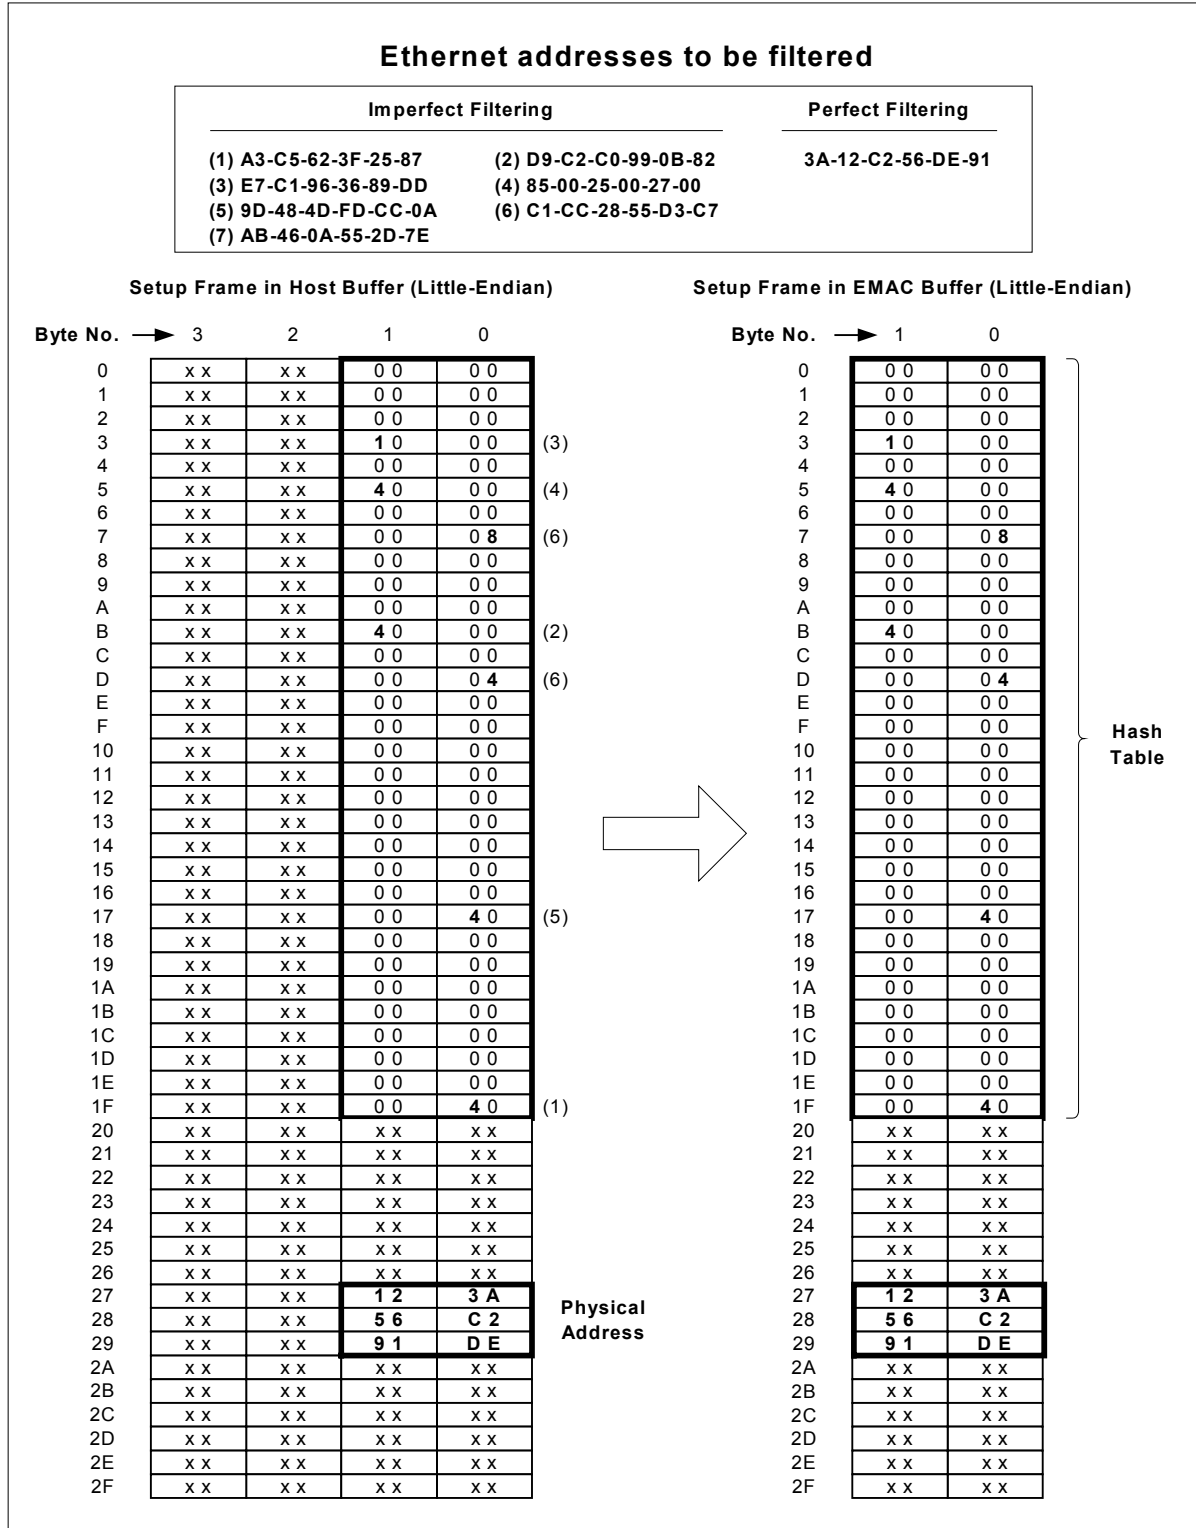 Ethernet addresses to be filtered
Imperfect Filtering Perfect Filtering
(1) A3-C5-62-3F-25-87 (2) D9-C2-C0-99-0B-82 3A-12-C2-56-DE-91
(3) E7-C1-96-36-89-DD (4) 85-00-25-00-27-00
(5) 9D-48-4D-FD-CC-0A (6) C1-CC-28-55-D3-C7
(7) AB-46-0A-55-2D-7E
Setup Frame in Host Buffer (Little-Endian) Setup Frame in EMAC Buffer (Little-Endian)
Byte No. 3 2 1 0 Byte No. 1 0
0 xx xx 00 00 0 00 00
1 xx xx 00 00 1 00 00
2 xx xx 00 00 2 00 00
3 xx xx 10 00 (3) 3 10 00
4 xx xx 00 00 4 00 00
5 xx xx 40 00 (4) 5 40 00
6 xx xx 00 00 6 00 00
7 xx xx 00 08 (6) 7 00 08
8 xx xx 00 00 8 00 00
9 xx xx 00 00 9 00 00
A xx xx 00 00 A 00 00
B xx xx 40 00 (2) B 40 00
C xx xx 00 00 C 00 00
D xx xx 00 04 (6) D 00 04
E xx xx 00 00 E 00 00
F xx xx 00 00 F 00 00
10 xx xx 00 00 10 00 00
11 xx xx 00 00 11 00 00
12 xx xx 00 00 12 00 00
13 xx xx 00 00 13 00 00
14 xx xx 00 00 14 00 00
15 xx xx 00 00 15 00 00
16 xx xx 00 00 16 00 00
17 xx xx 00 40 (5) 17 00 40
18 xx xx 00 00 18 00 00
19 xx xx 00 00 19 00 00
1A xx xx 00 00 1A 00 00
1B xx xx 00 00 1B 00 00
1C xx xx 00 00 1C 00 00
1D xx xx 00 00 1D 00 00
1E xx xx 00 00 1E 00 00
1F xx xx 00 40 (1) 1F 00 40
Hash
Table
20 xx xx xx xx 20 xx xx
21 xx xx xx xx 21 xx xx
22 xx xx xx xx 22 xx xx
23 xx xx xx xx 23 xx xx
24 xx xx xx xx 24 xx xx
25 xx xx xx xx 25 xx xx
26 xx xx xx xx 26 xx xx
27 xx xx 12 3A 27 12 3A
28 xx xx 56 C2 28 56 C2
29 xx xx 91 DE 29 91 DE
Physical
Address
2A xx xx xx xx 2A xx xx
2B xx xx xx xx 2B xx xx
2C xx xx xx xx 2C xx xx
2D xx xx xx xx 2D xx xx
2E xx xx xx xx 2E xx xx
2F xx xx xx xx 2F xx xx